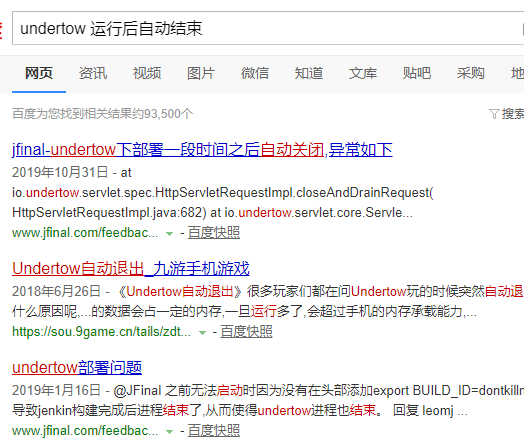 undertow 运行后自动结束
网页 资讯 视频 图片 微信 知道 文库 贴吧 采购
百度为您找到相关结果约93,500个 搜索
jfinal-undertow下部署一段时间之后自动关闭,异常如下
2019年10月31日 - at
io.undertow.servlet.spec.HttpServletRequestImpl.closeAndDrainRequest(
HttpServletRequestImpl.java:682) at io.undertow.servlet.core.Servle...
www.jfinal.com/feedbac... - 百度快照
Undertow自动退出_九游手机游戏
2018年6月26日 - 《Undertow自动退出》很多玩家们都在问Undertow玩的时候突然自动退
什么原因呢,...的数据会占一定的内存,一旦运行多了,会超过手机的内存承载能力,...
https://sou.9game.cn/tails/zdt... - 百度快照
undertow部署问题
2019年1月16日 - @JFinal 之前无法启动时因为没有在头部添加export BUILD_ID=dontkillm
导致jenkin构建完成后进程结束了,从而使得undertow进程也结束。 回复 leomj ...
www.jfinal.com/feedbac... - 百度快照